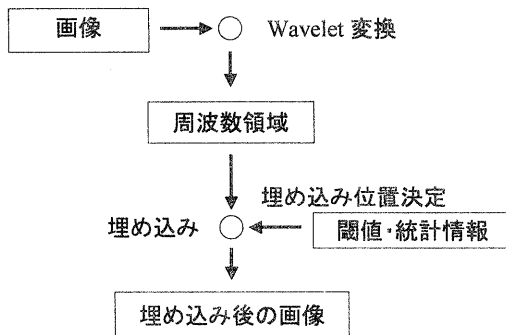 画像
Wavelet 変換
周波数領域
埋め込み位置決定
埋め込み
閾値・統計情報
埋め込み後の画像